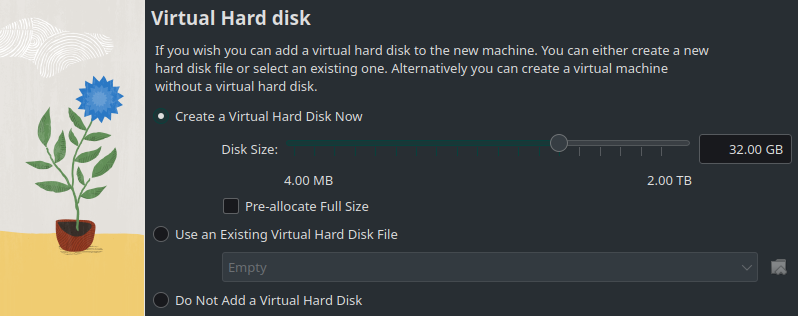 Virtual Hard disk
If you wish you can add a virtual hard disk to the new machine. You can either create a new
hard disk file or select an existing one. Alternatively you can create a virtual machine
without a virtual hard disk.
Create a Virtual Hard Disk Now
Disk Size:
32.00 GB
4.00 MB
2.00 TB
Pre-allocate Full Size
Use an Existing Virtual Hard Disk File
Empty
Do Not Add a Virtual Hard Disk